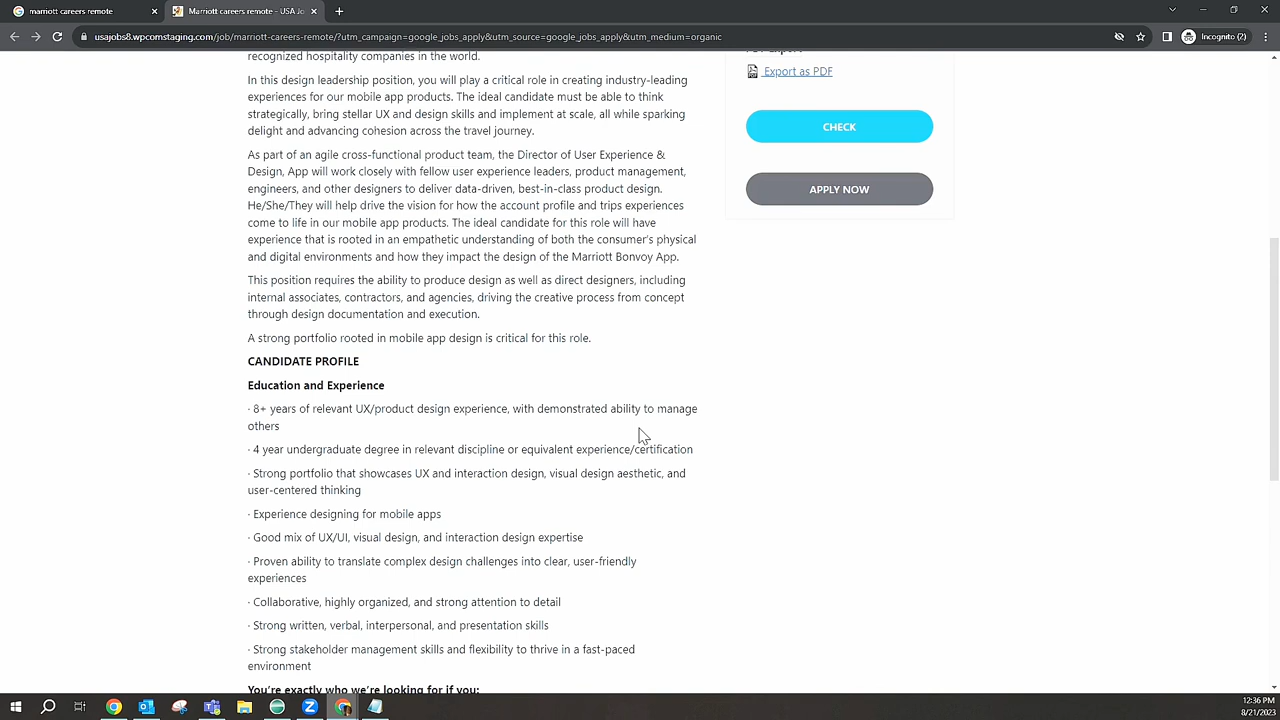 marriott careers remote - Goog
Marriott careers remote - USA Jo
usajobs8.wpcomstaging.com/job/marriott-careers-remote/?utm_campaign=google_jobs_apply&utm_source=google_jobs_apply&utm_medium=organic
Incognito (2)
recognized hospitality companies in the world.
In this design leadership position, you will play a critical role in creating industry-leading
experiences for our mobile app products. The ideal candidate must be able to think
strategically, bring stellar UX and design skills and implement at scale, all while sparking
delight and advancing cohesion across the travel journey.
As part of an agile cross-functional product team, the Director of User Experience &
Design, App will work closely with fellow user experience leaders, product management,
engineers, and other designers to deliver data-driven, best-in-class product design.
He/She/They will help drive the vision for how the account profile and trips experiences
come to life in our mobile app products. The ideal candidate for this role will have
experience that is rooted in an empathetic understanding of both the consumer's physical
and digital environments and how they impact the design of the Marriott Bonvoy App.
This position requires the ability to produce design as well as direct designers, including
internal associates, contractors, and agencies, driving the creative process from concept
through design documentation and execution.
A strong portfolio rooted in mobile app design is critical for this role.
CANDIDATE PROFILE
Education and Experience
· 8+ years of relevant UX/product design experience, with demonstrated ability to manage
others
· 4 year undergraduate degree in relevant discipline or equivalent experience/certification
· Strong portfolio that showcases UX and interaction design, visual design aesthetic, and
user-centered thinking
· Experience designing for mobile apps
· Good mix of UX/UI, visual design, and interaction design expertise
· Proven ability to translate complex design challenges into clear, user-friendly
experiences
· Collaborative, highly organized, and strong attention to detail
· Strong written, verbal, interpersonal, and presentation skills
· Strong stakeholder management skills and flexibility to thrive in a fast-paced
environment
You're exactly who we're looking for if you:
PDF Export
Export as PDF
CHECK
APPLY NOW
12:36 PM
8/21/2023